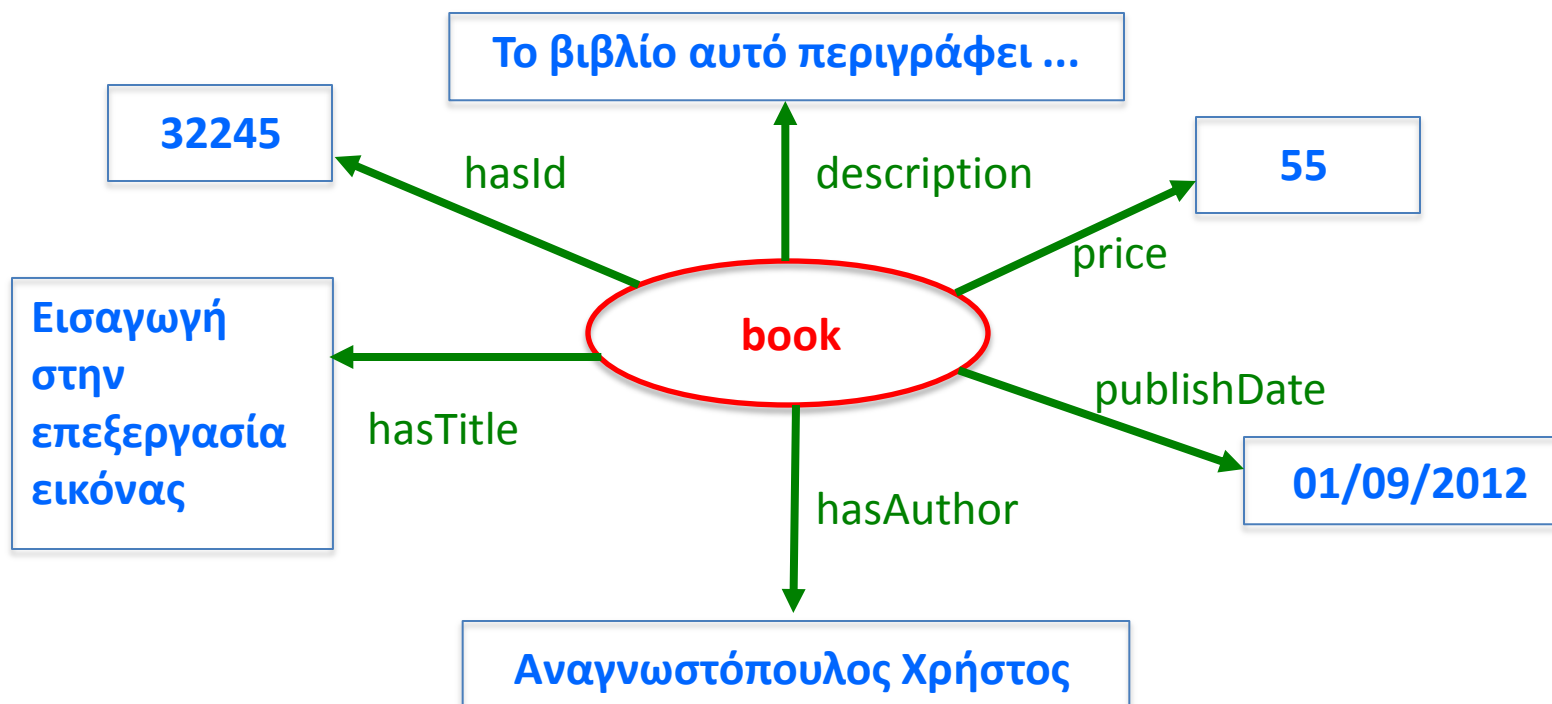 Το βιβλίο αυτό περιγράφει ...
32245
hasId
description
55
price
Εισαγωγή
στην
επεξεργασία
εικόνας
hasTitle
book
publishDate
01/09/2012
hasAuthor
Αναγνωστόπουλος Χρήστος